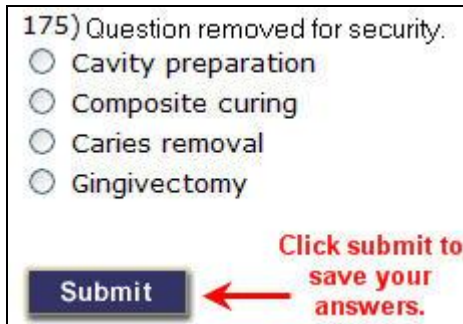 175) Question removed for security.
Cavity preparation
Composite curing
Caries removal
Gingivectomy
Click submit to
save your
answers.
Submit